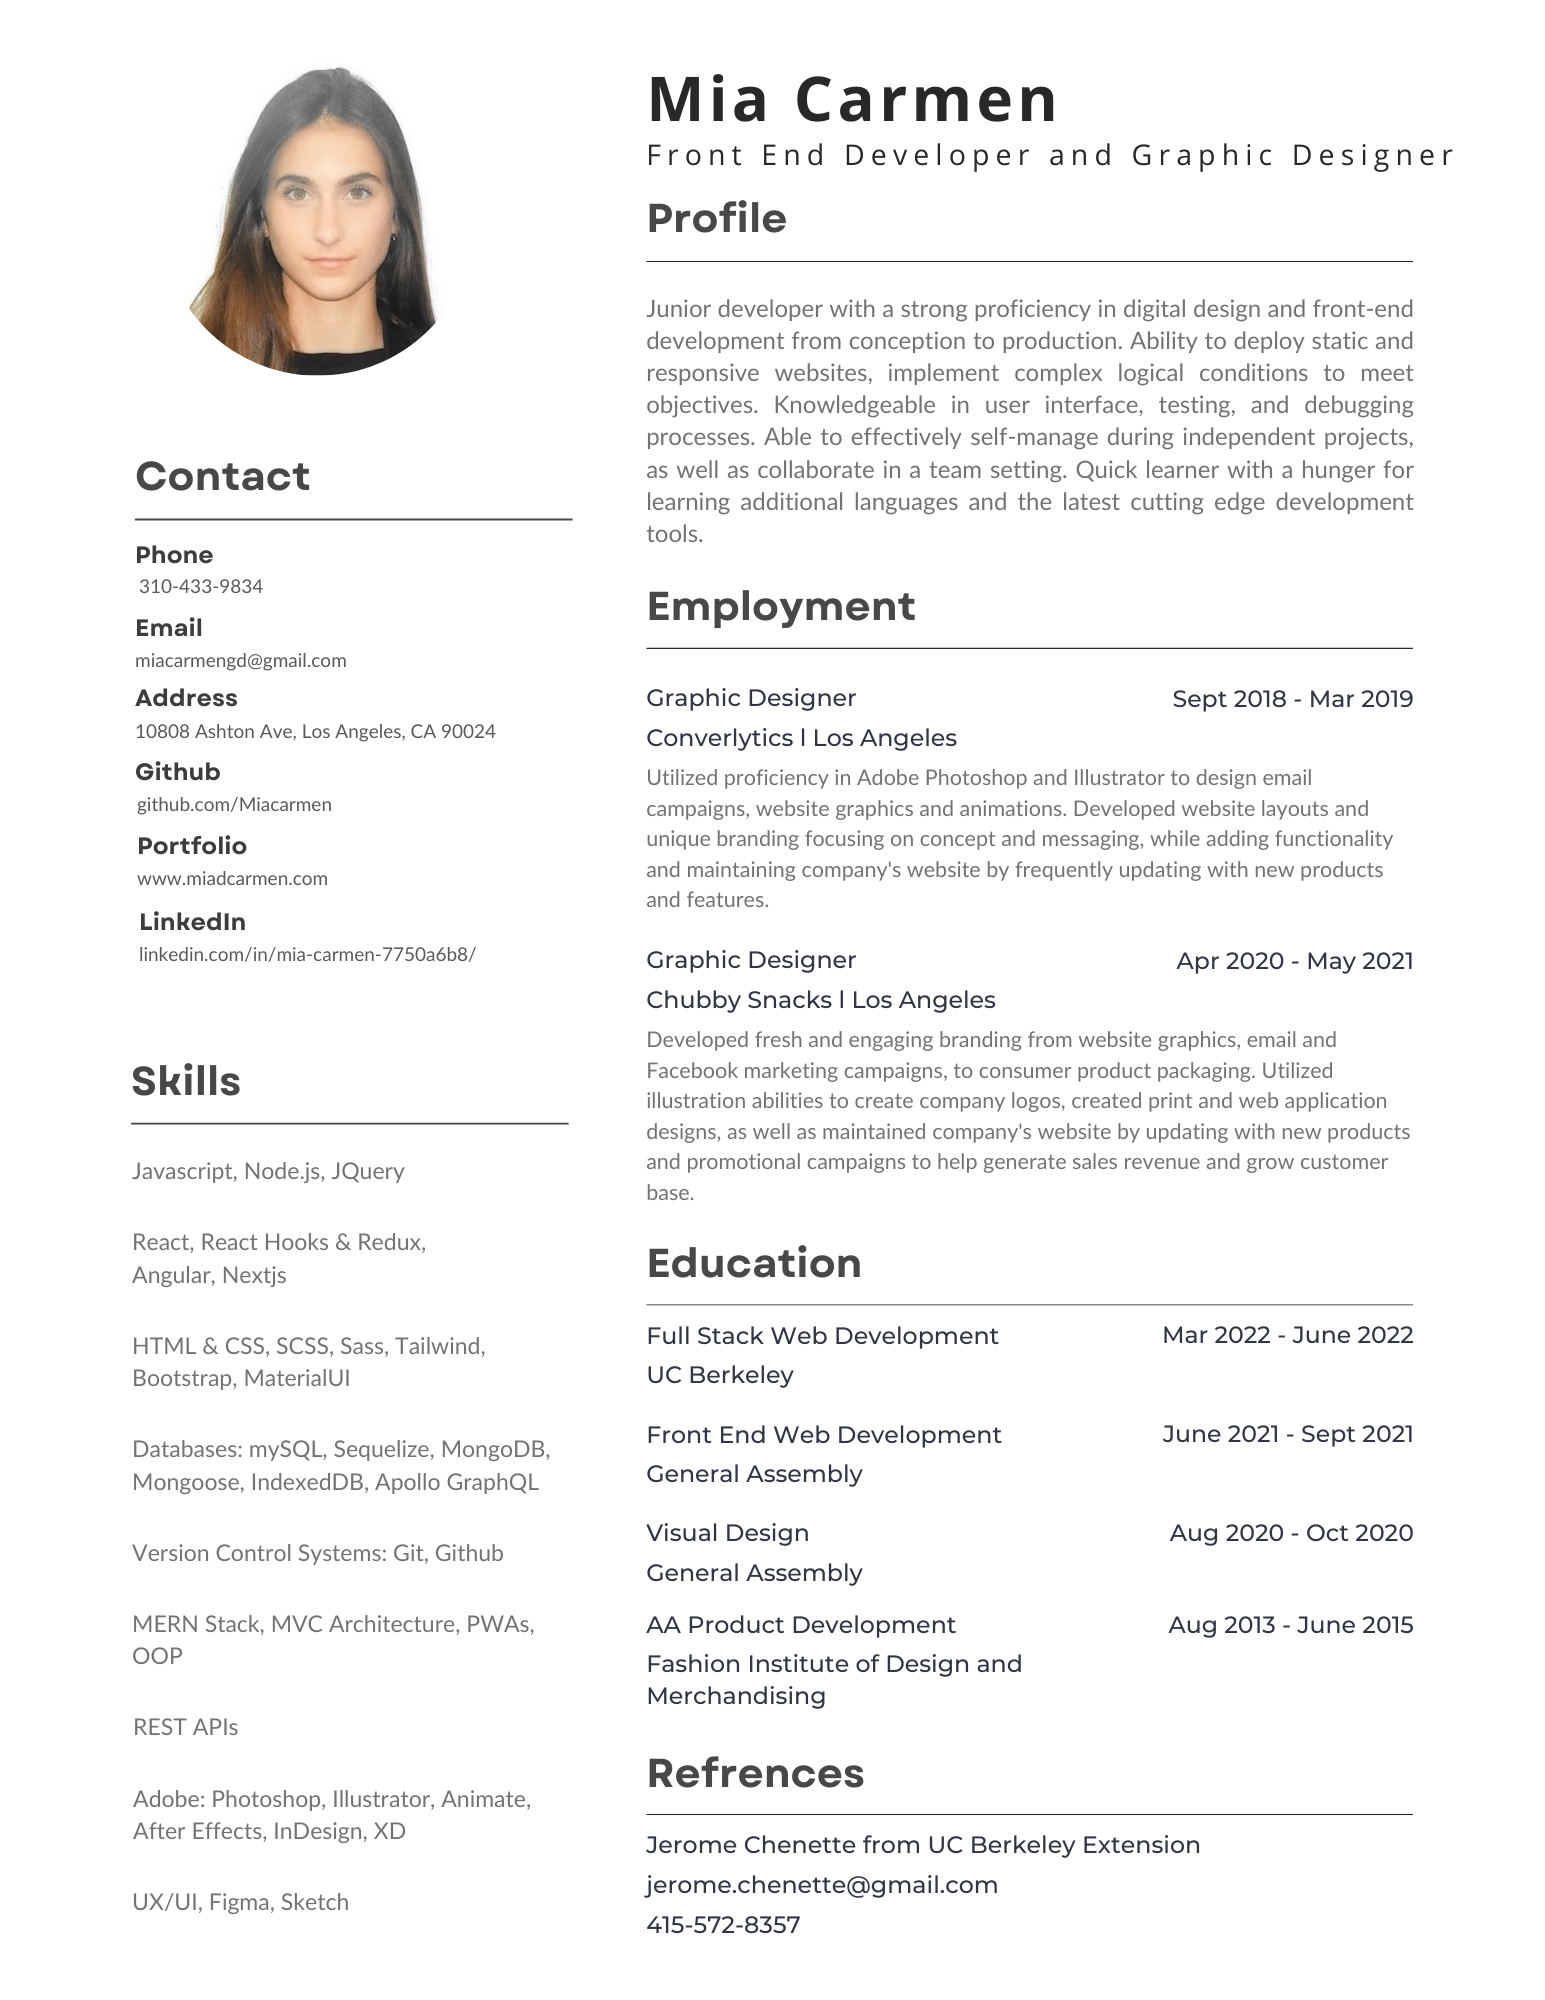 Mia Carmen
Front End Developer and Graphic Designer
Contact
Phone
310-433-9834
Email
miacarmengd@gmail.com
Address
10808 Ashton Ave, Los Angeles, CA 90024
Github
github.com/Miacarmen
Portfolio
www.miadcarmen.com
LinkedIn
linkedin.com/in/mia-carmen-7750a6b8/
Skills
Javascript, Node.js, JQuery
React, React Hooks & Redux,
Angular, Nextjs
HTML & CSS, SCSS, Sass, Tailwind,
Bootstrap, MaterialUI
Databases: mySQL, Sequelize, MongoDB,
Mongoose, IndexedDB, Apollo GraphQL
Version Control Systems: Git, Github
MERN Stack, MVC Architecture, PWAs,
OOP
REST APIs
Adobe: Photoshop, Illustrator, Animate,
After Effects, InDesign, XD
UX/UI, Figma, Sketch
Profile
Junior developer with a strong proficiency in digital design and front-end
development from conception to production. Ability to deploy static and
responsive websites, implement complex logical conditions to meet
objectives. Knowledgeable in user interface, testing, and debugging
processes. Able to effectively self-manage during independent projects,
as well as collaborate in a team setting. Quick learner with a hunger for
learning additional languages and the latest cutting edge development
tools.
Employment
Graphic Designer Sept 2018 - Mar 2019
Converlytics l Los Angeles
Utilized proficiency in Adobe Photoshop and Illustrator to design email
campaigns, website graphics and animations. Developed website layouts and
unique branding focusing on concept and messaging, while adding functionality
and maintaining company's website by frequently updating with new products
and features.
Graphic Designer Apr 2020 - May 2021
Chubby Snacks l Los Angeles
Developed fresh and engaging branding from website graphics, email and
Facebook marketing campaigns, to consumer product packaging. Utilized
illustration abilities to create company logos, created print and web application
designs, as well as maintained company's website by updating with new products
and promotional campaigns to help generate sales revenue and grow customer
base.
Education
Full Stack Web Development Mar 2022 - June 2022
UC Berkeley
Front End Web Development June 2021 - Sept 2021
General Assembly
Visual Design Aug 2020 - Oct 2020
General Assembly
AA Product Development Aug 2013 - June 2015
Fashion Institute of Design and
Merchandising
Refrences
Jerome Chenette from UC Berkeley Extension
jerome.chenette@gmail.com
415-572-8357